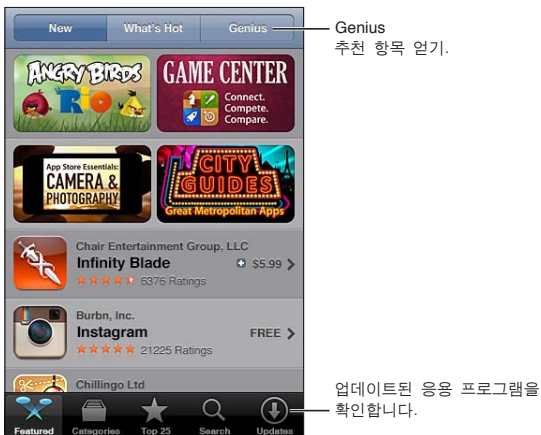 New What's Hot Genius
Genius
추천 항목 얻기.
ANGRY BIRDS
RIO
GAME CENTER
Connect.
Compete.
Compare.
App Store Essentials:
CAMERA &
PHOTOGRAPHY
CITY
GUIDES
Great Metropolitan Apps
Chair Entertainment Group, LLC
Infinity Blade
$5.99
6376 Ratings
Burbn, Inc.
Instagram
FREE
21225 Ratings
Chillingo Ltd
업데이트된 응용 프로그램을
확인합니다.
Featured Categories Top 25 Search Updates